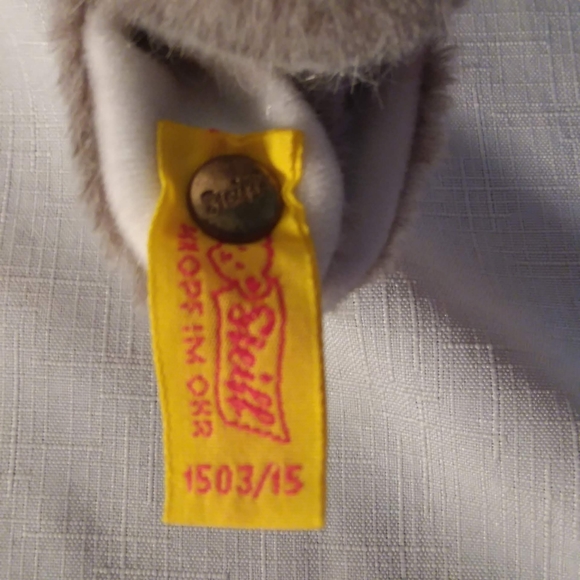 Steiff
KNOPF IM OHR
Steiff
1503/15